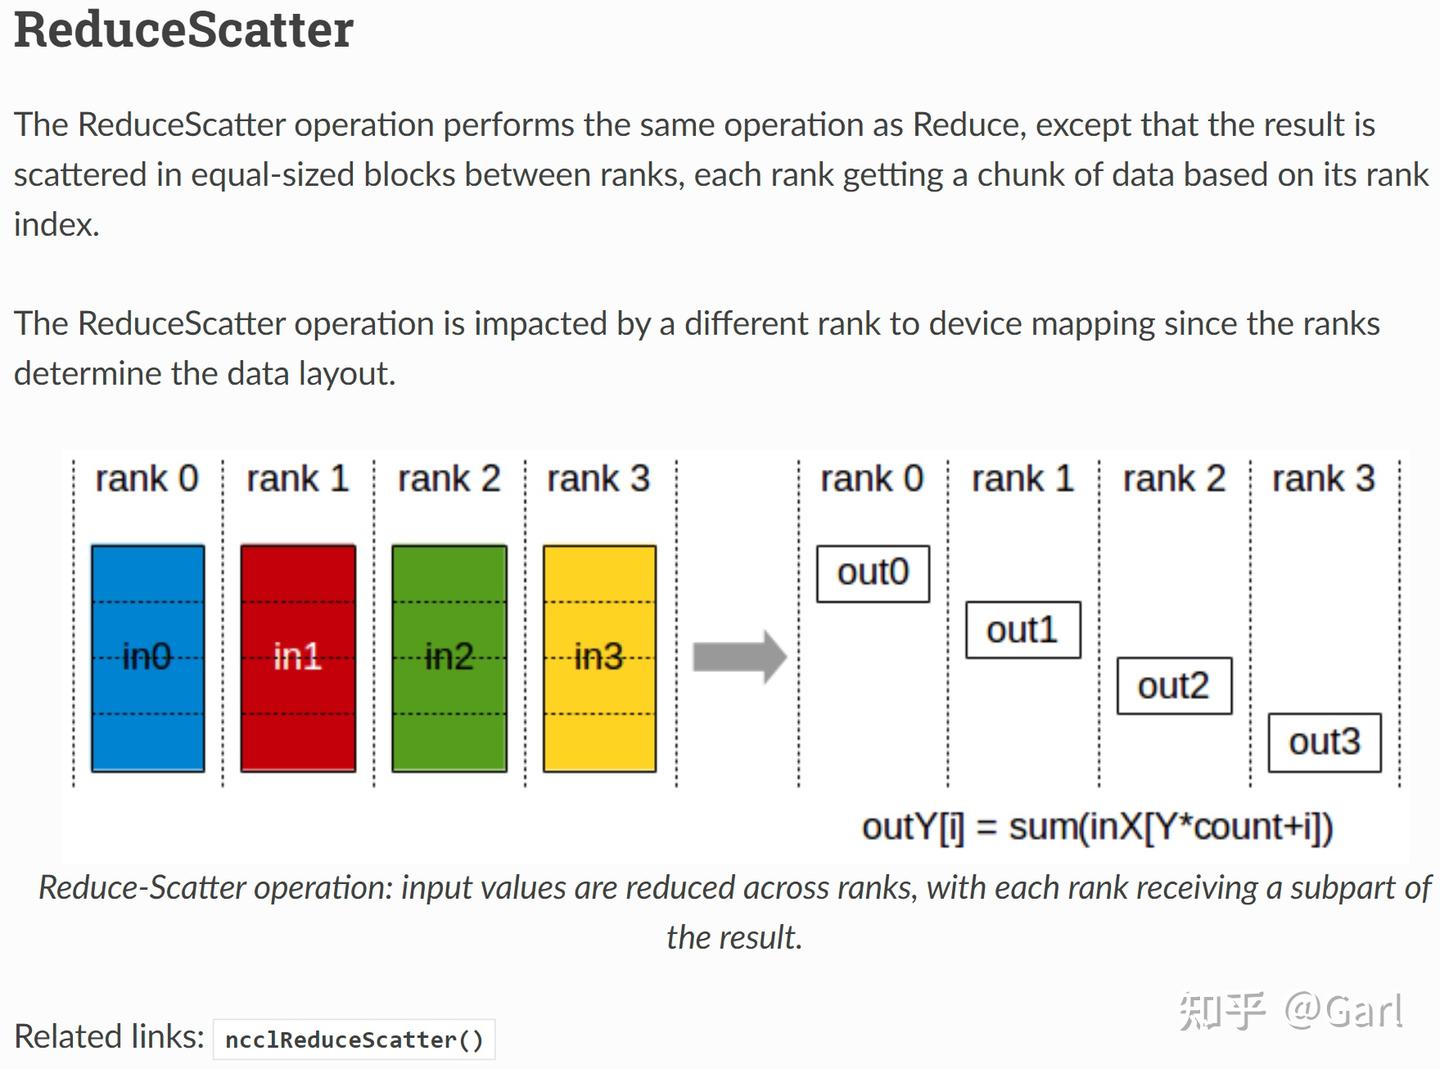 ReduceScatter
The ReduceScatter operation performs the same operation as Reduce, except that the result is
scattered in equal-sized blocks between ranks, each rank getting a chunk of data based on its rank
index.
The ReduceScatter operation is impacted by a different rank to device mapping since the ranks
determine the data layout.
rank 0 rank 1 rank 2 rank 3 rank 0 rank 1 rank 2 rank 3
out0
out1
in0 in1 in2 in3
out2
out3
outY[i] = sum(inX[Y*count+i])
Reduce-Scatter operation: input values are reduced across ranks, with each rank receiving a subpart of
the result.
知乎 @Garl
Related links: ncclReduceScatter()